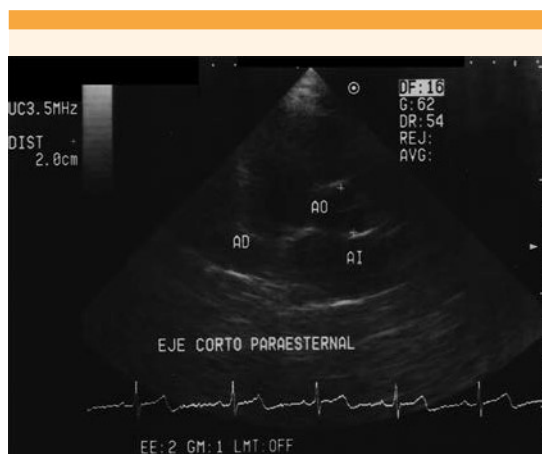 UC3.5MHz
DIST +
2.0cm
DF:16
G:62
DR:54
REJ:
AVG:
AO
AD
AI
EJE CORTO PARAESTERNAL
EE:2 GM:1 LMT:OFF